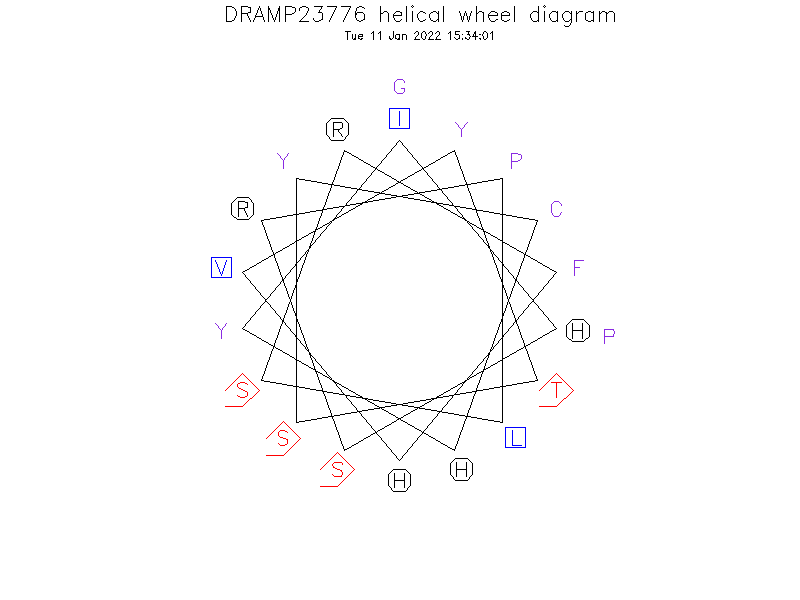 DRAMP23776 helical wheel diagram
Tue 11 Jan 2022 15:34:01
G
I
R Y
Y P
R C
V F
Y H P
S T
S L
S H H